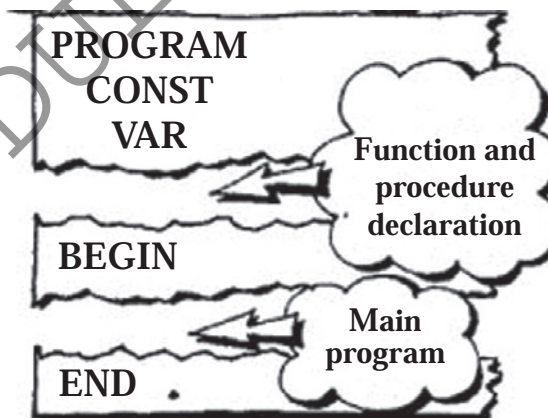 PROGRAM
CONST
VAR
Function and
procedure
declaration
BEGIN
Main
program
END